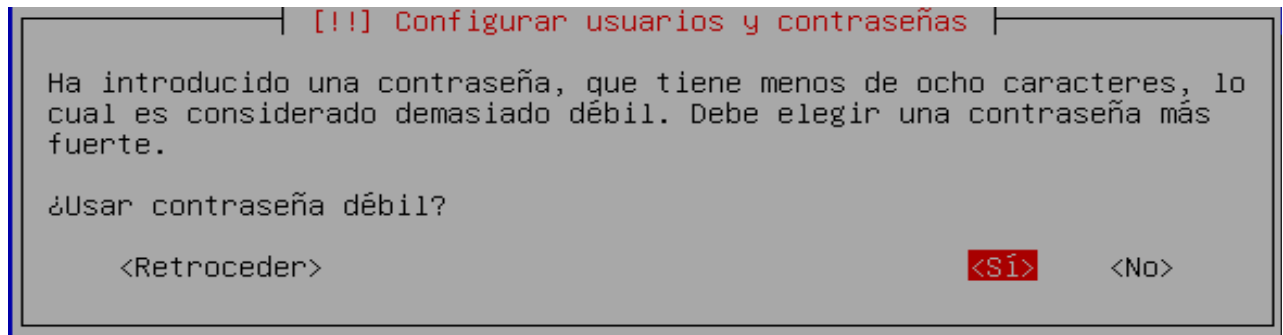 [!!] Configurar usuarios y contraseñas
Ha introducido una contraseña, que tiene menos de ocho caracteres, lo
cual es considerado demasiado débil. Debe elegir una contraseña más
fuerte.
¿Usar contraseña débil?
<Retroceder> <Sí> <No>